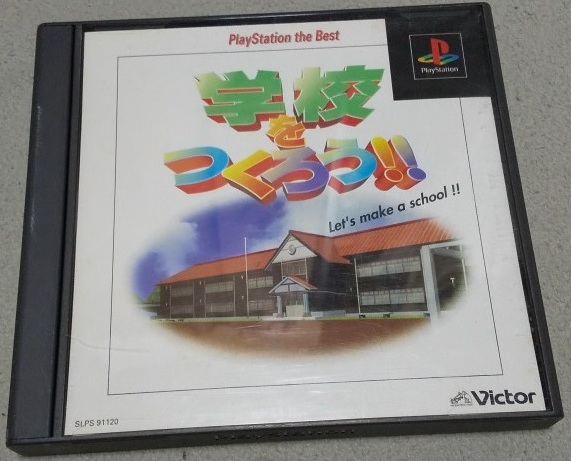 PlayStation the Best
PlayStation
学校
を
つくろう!!
Let's make a school !!
Victor
SLPS 91120